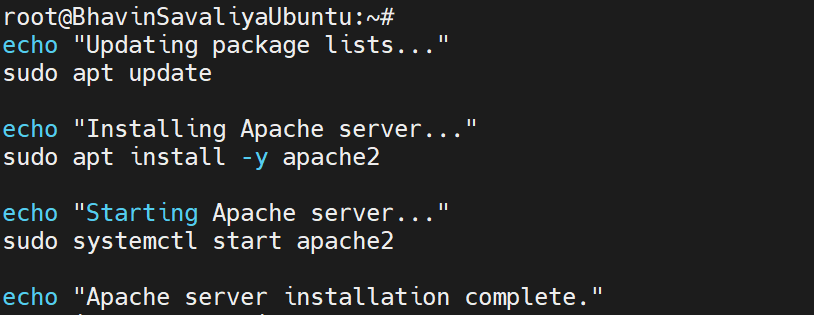 root@BhavinSavaliyaUbuntu:~#
echo "Updating package lists..."
sudo apt update
echo "Installing Apache server..."
sudo apt install -y apache2
echo "Starting Apache server..."
sudo systemctl start apache2
echo "Apache server installation complete."